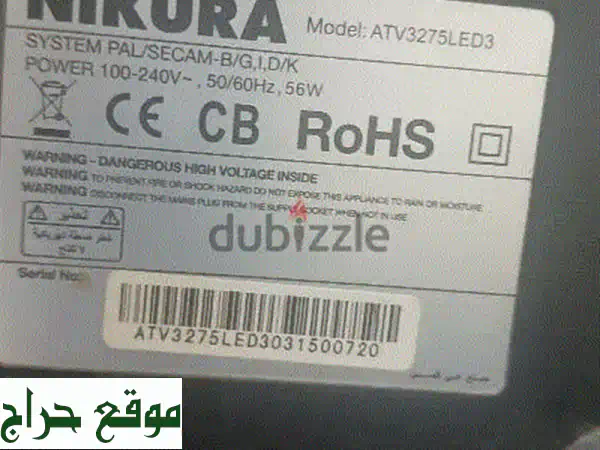 NIKURA Model: ATV3275LED3
SYSTEM PAL/SECAM-B/G,I,D/K
POWER 100-240V~, 50/60Hz, 56W
CE CB RoHS
WARNING - DANGEROUS HIGH VOLTAGE INSIDE
WARNING TO PREVENT FIRE OR SHOCK HAZARD DO NOT EXPOSE THIS APPLIANCE TO RAIN OR MOISTURE
WARNING DISCONNECT THE MAINS PLUG FROM THE SUPPLY SOCKET WHEN NOT IN USE
تحذير
dubizzle
Serial No:
ATV3275LED3031500720
موقع حراج